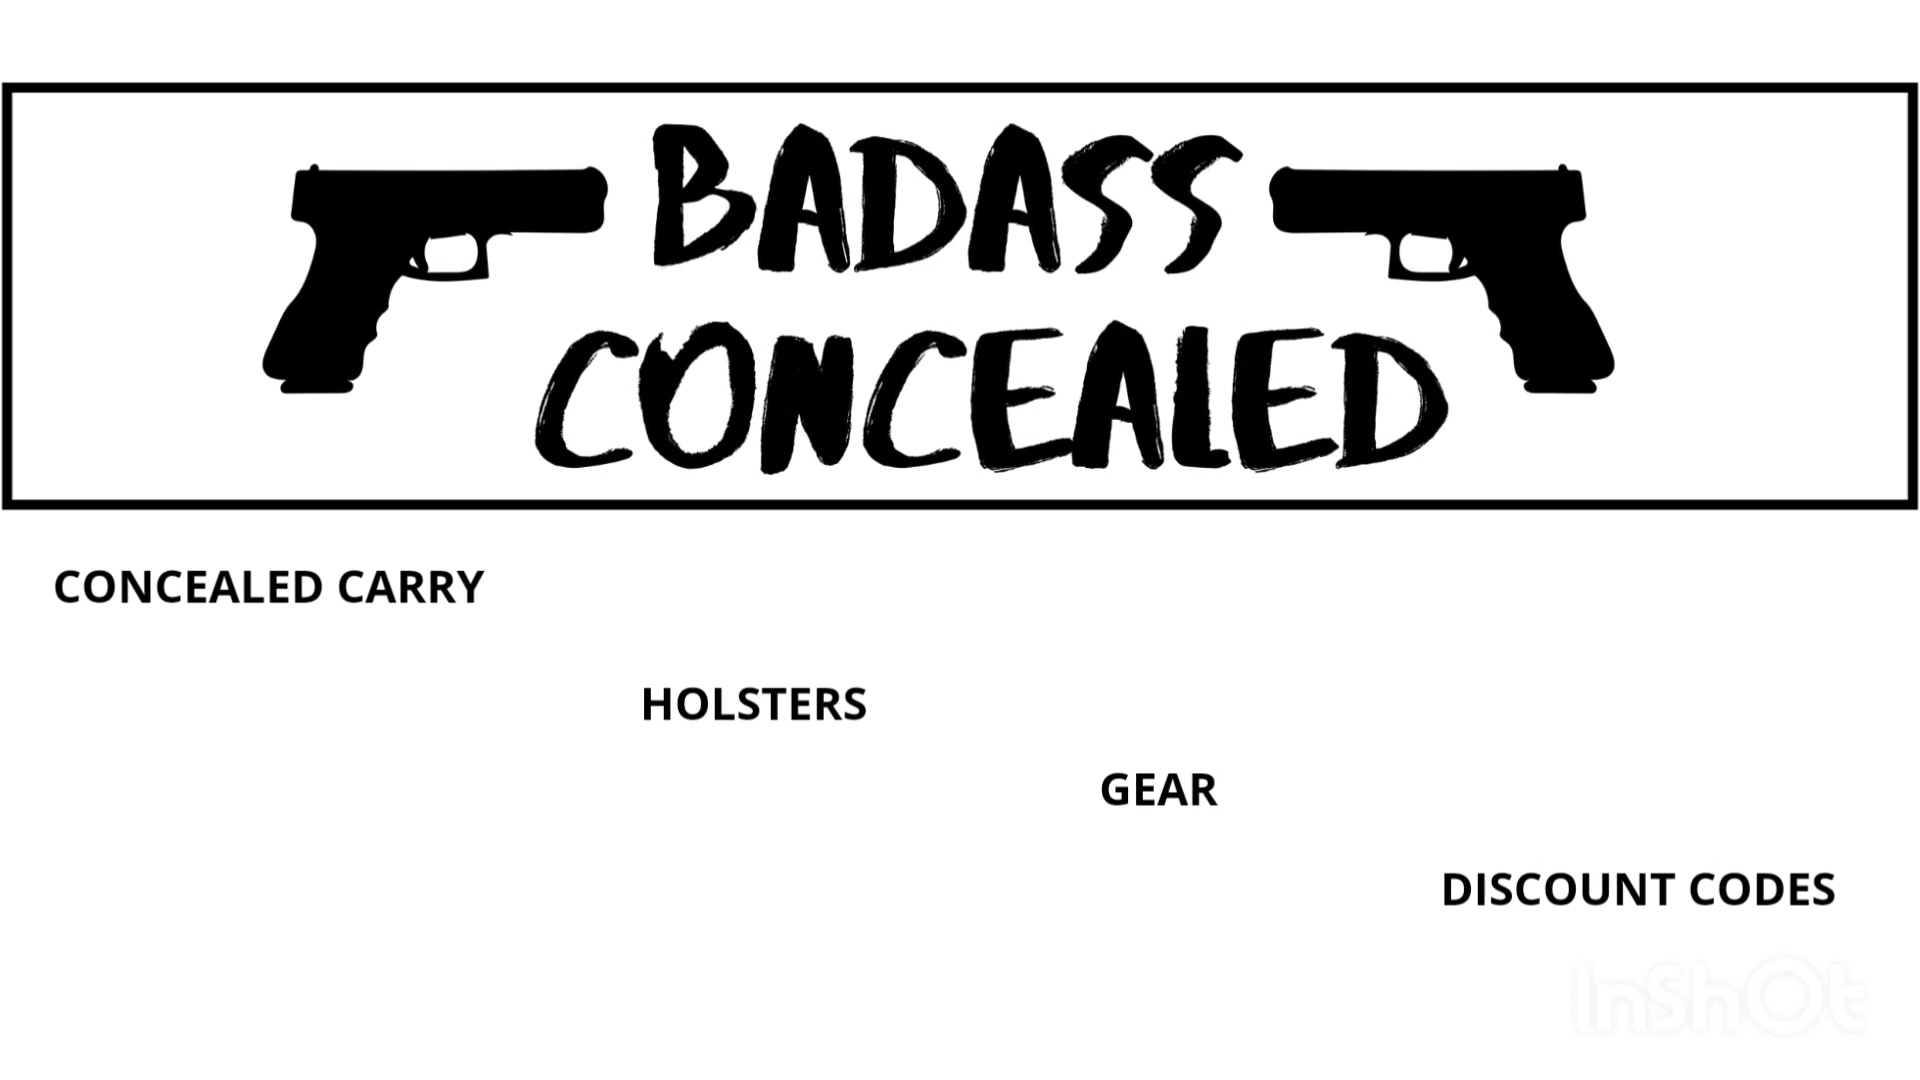 BADASS
CONCEALED
CONCEALED CARRY
HOLSTERS
GEAR
DISCOUNT CODES
InShOt